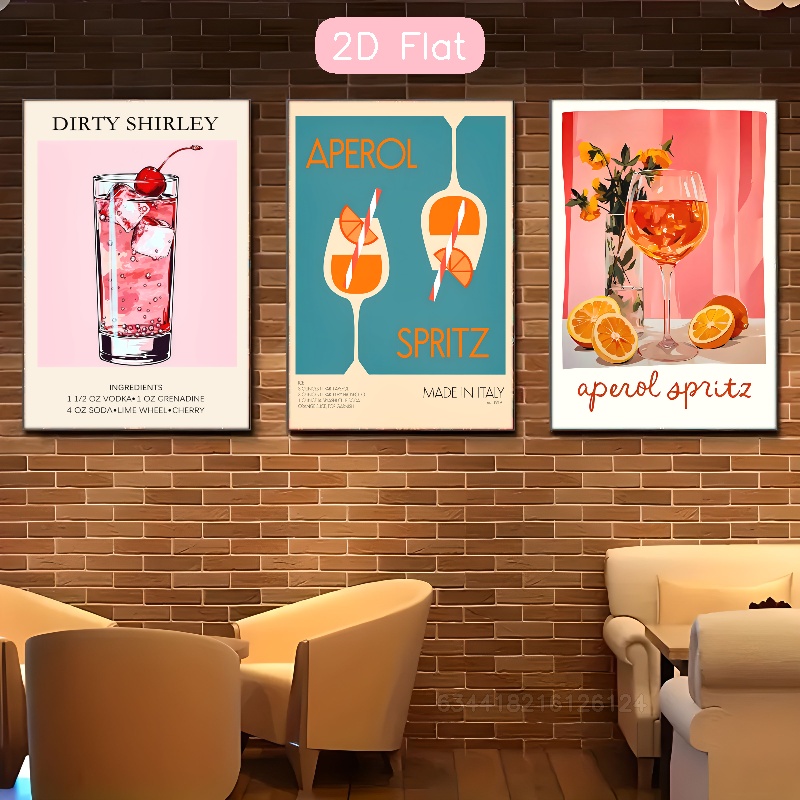 2D Flat
DIRTY SHIRLEY
INGREDIENTS
1 1/2 OZ VODKA•1 OZ GRENADINE
4 OZ SODA•LIME WHEEL•CHERRY
APEROL
SPRITZ
MADE IN ITALY
aperol spritz
634418216126124